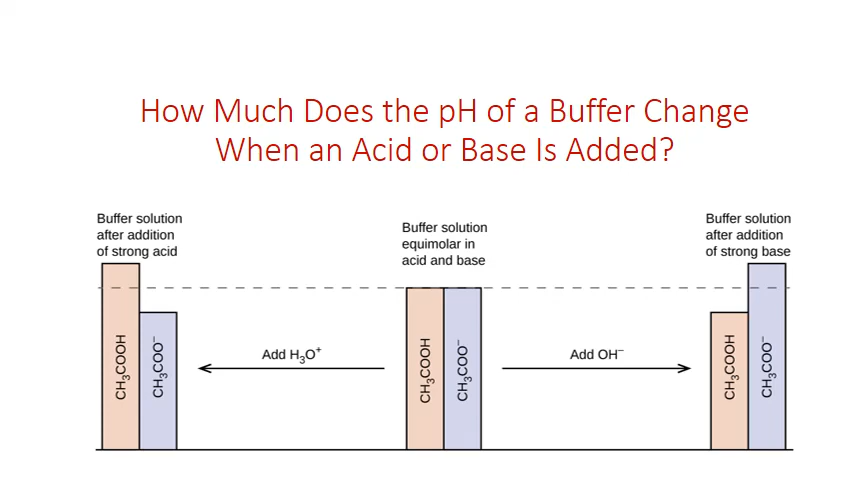 How Much Does the pH of a Buffer Change
When an Acid or Base Is Added?
Buffer solution
after addition
of strong acid
Buffer solution
equimolar in
acid and base
Buffer solution
after addition
of strong base
CH₃COOH
CH₃COO⁻
Add H₃O⁺
CH₃COOH
CH₃COO⁻
Add OH⁻
CH₃COOH
CH₃COO⁻